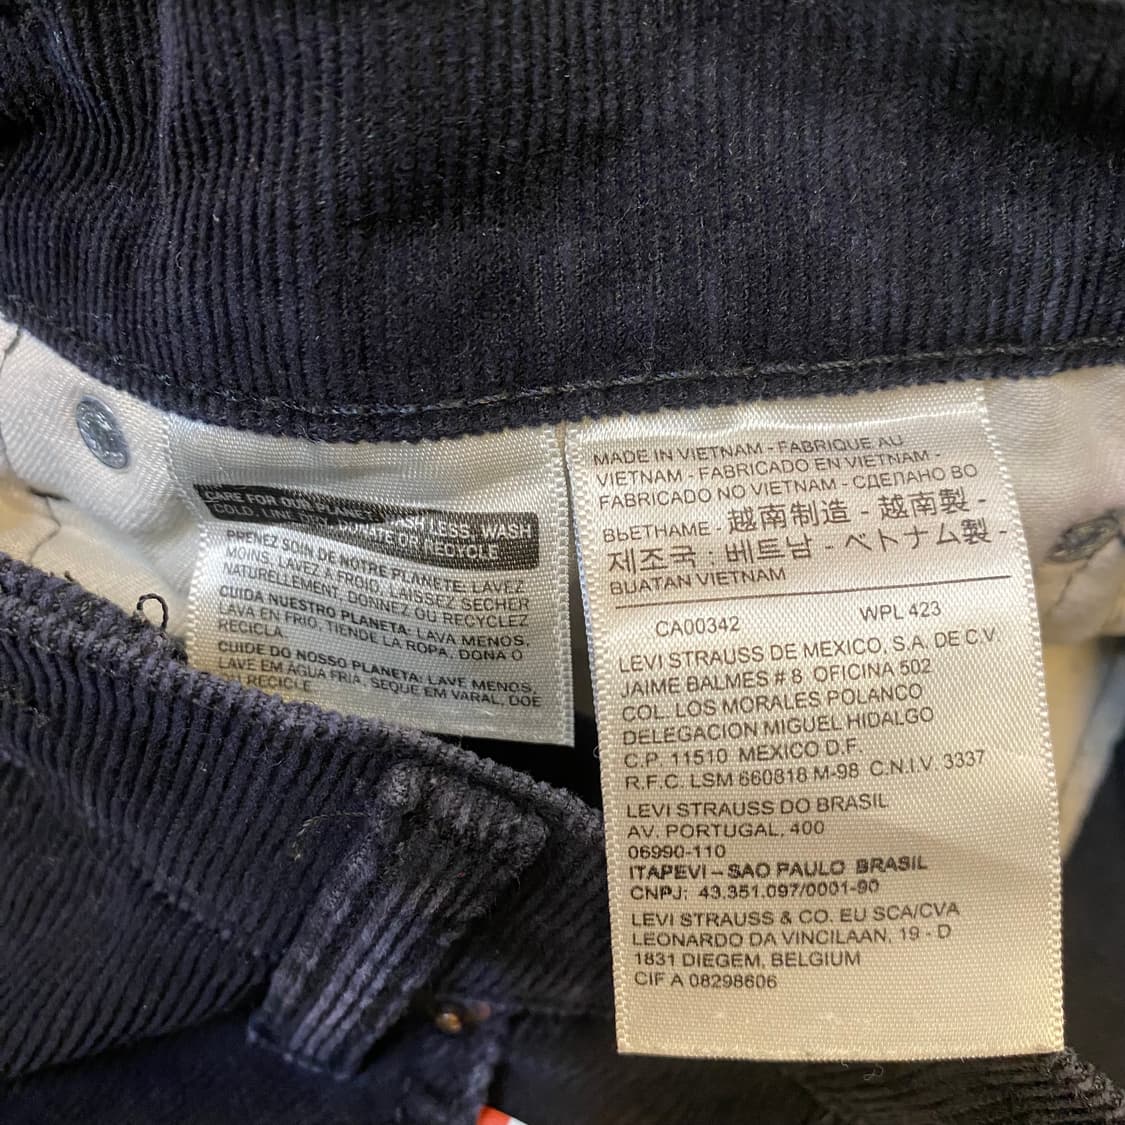 CARE FOR OUR PLANET: WASH LESS, WASH
COLD, LINE DRY, DONATE OR RECYCLE
PRENEZ SOIN DE NOTRE PLANETE: LAVEZ
MOINS, LAVEZ À FROID, LAISSEZ SECHER
NATURELLEMENT, DONNEZ OU RECYCLEZ
CUIDA NUESTRO PLANETA: LAVA MENOS,
LAVA EN FRIO, TIENDE LA ROPA, DONA O
RECICLA.
CUIDE DO NOSSO PLANETA: LAVE MENOS,
LAVE EM ÁGUA FRIA, SEQUE EM VARAL, DOE
OU RECICLE
MADE IN VIETNAM - FABRIQUE AU
VIETNAM - FABRICADO EN VIETNAM -
FABRICADO NO VIETNAM - СДЕЛАНО ВО
ВЬЕТНАМЕ - 越南制造 - 越南製 -
제조국 : 베트남 - ベトナム製 -
BUATAN VIETNAM
CA00342 WPL 423
LEVI STRAUSS DE MEXICO, S.A. DE C.V.
JAIME BALMES # 8 OFICINA 502
COL. LOS MORALES POLANCO
DELEGACION MIGUEL HIDALGO
C.P. 11510 MEXICO D.F.
R.F.C. LSM 660818 M-98 C.N.I.V. 3337
LEVI STRAUSS DO BRASIL
AV. PORTUGAL, 400
06990-110
ITAPEVI – SAO PAULO BRASIL
CNPJ: 43.351.097/0001-90
LEVI STRAUSS & CO. EU SCA/CVA
LEONARDO DA VINCILAAN, 19 - D
1831 DIEGEM, BELGIUM
CIF A 08298606